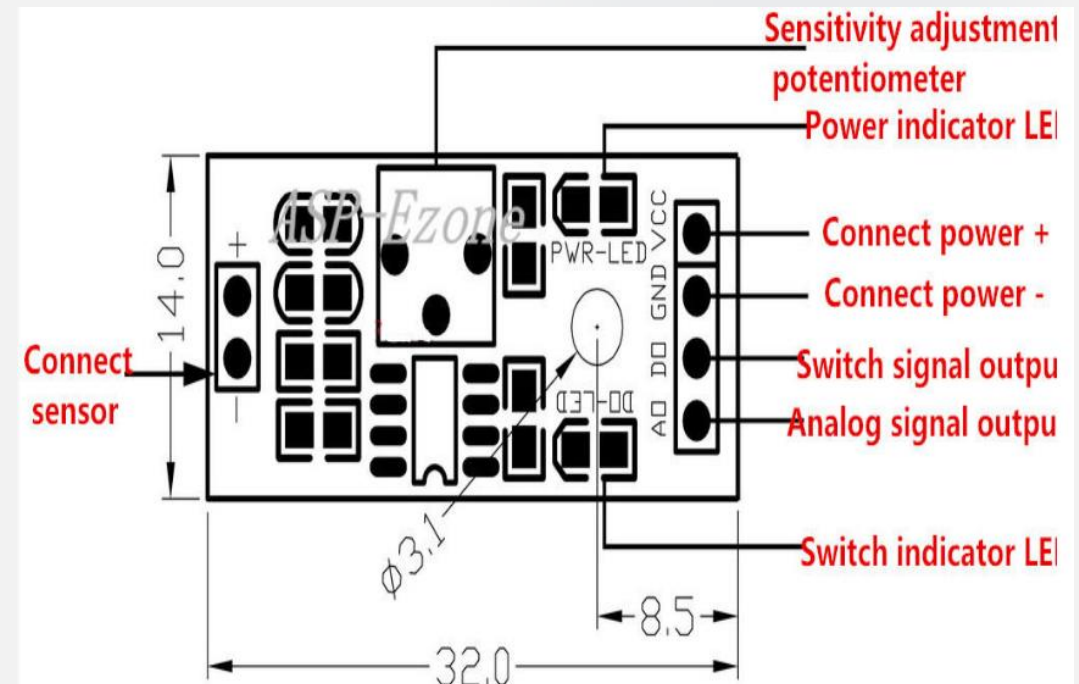 Sensitivity adjustment
potentiometer
Power indicator LE
ASP-Ezone
PWR-LED
VCC
GND
DO
AO
DO-LED
+
-
14.0
Connect
sensor
Connect power +
Connect power -
Switch signal outpu
Analog signal outpu
Switch indicator LE
ø3.1
8.5
32.0